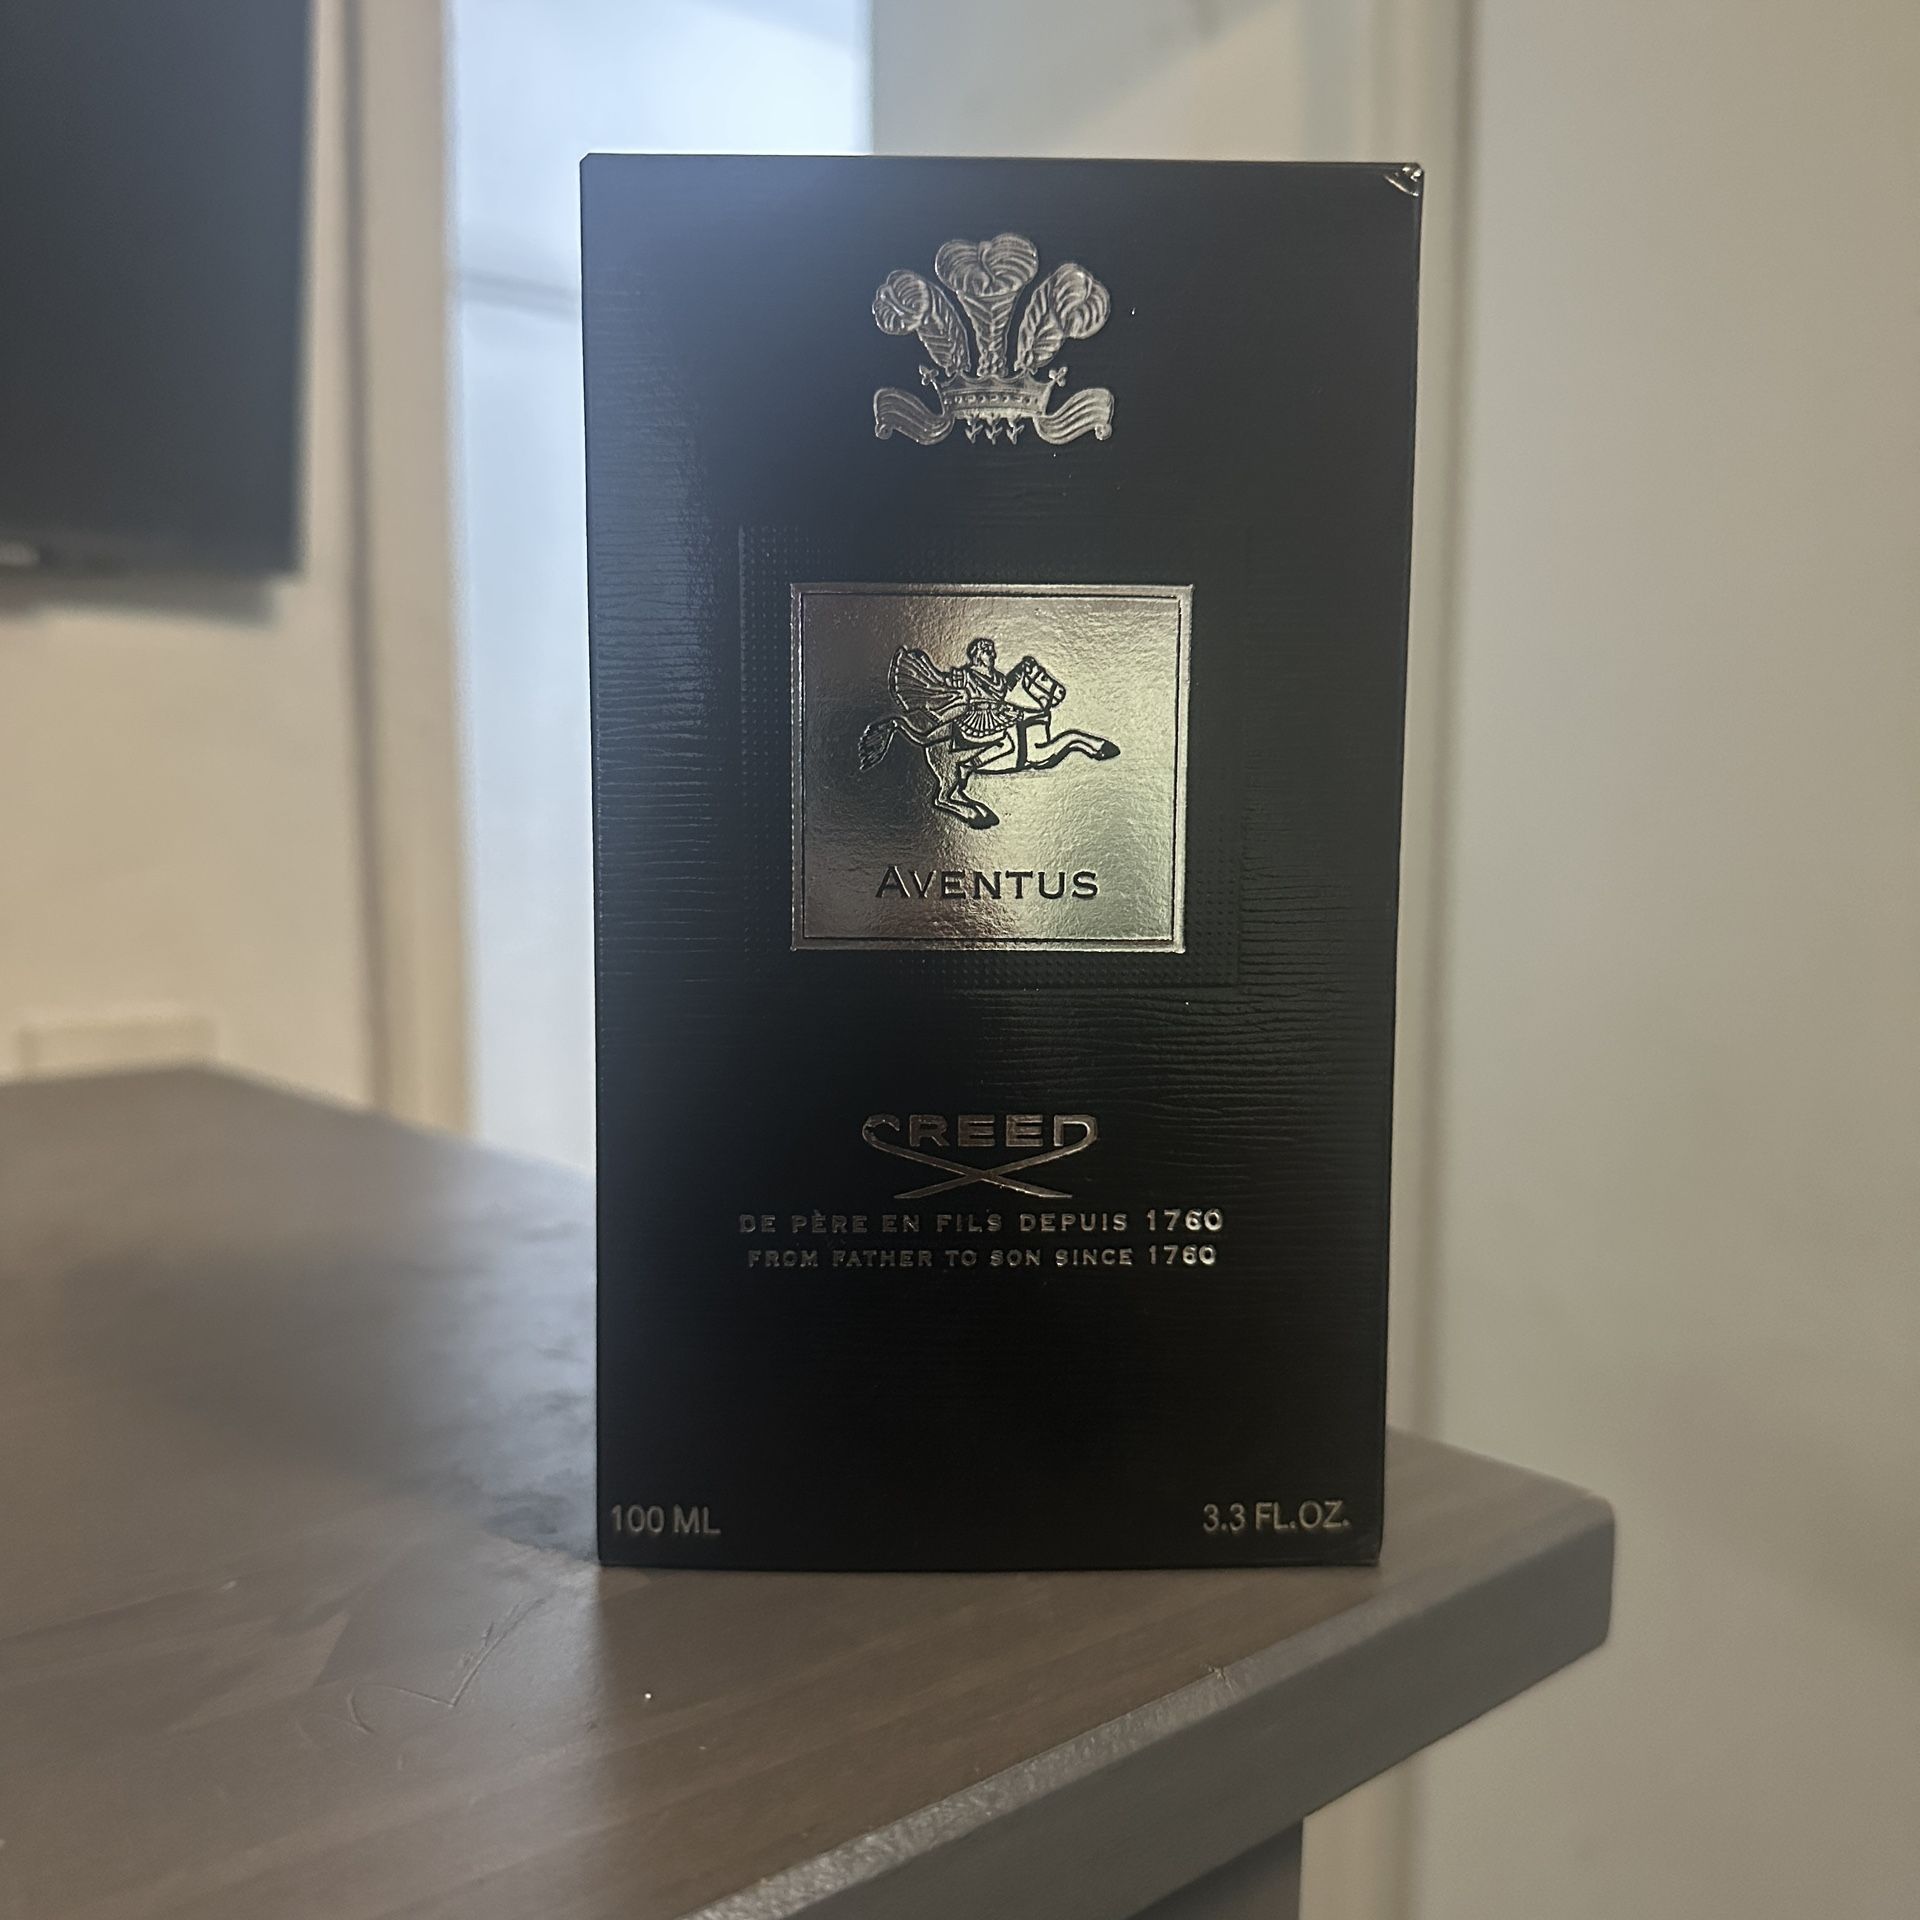 AVENTUS
CREED
DE PÈRE EN FILS DEPUIS 1760
FROM FATHER TO SON SINCE 1760
100 ML
3.3 FL.OZ.